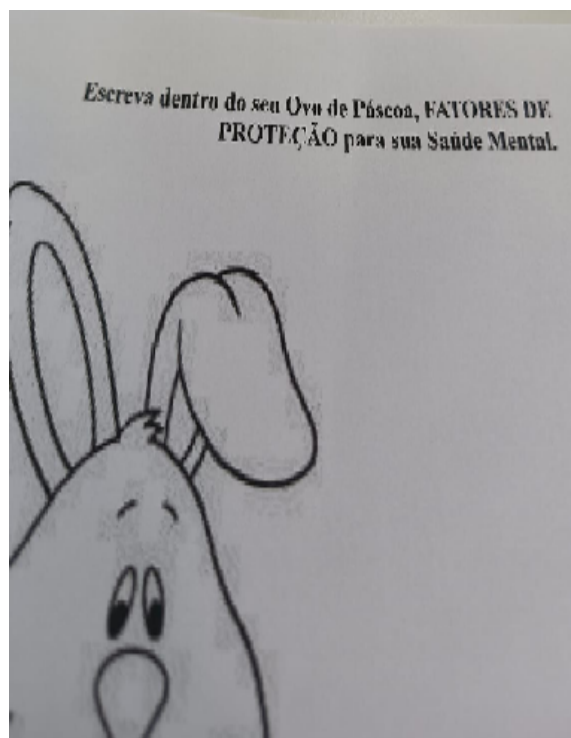 Escreva dentro do seu Ovo de Páscoa, FATORES DE
PROTEÇÃO para sua Saúde Mental.